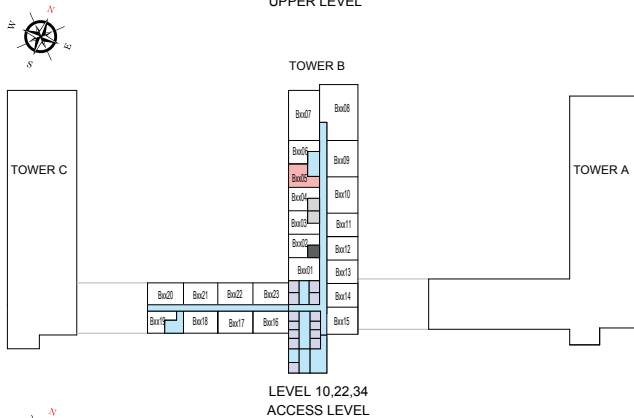 UPPER LEVEL
N
W
E
S
TOWER B
Bxx07
Bxx08
Bxx06
Bxx09
TOWER C
TOWER A
Bxx05
Bxx04
Bxx10
Bxx03
Bxx11
Bxx02
Bxx12
Bxx01
Bxx13
Bxx20
Bxx21
Bxx22
Bxx23
Bxx14
Bxx19
Bxx18
Bxx17
Bxx16
Bxx15
LEVEL 10,22,34
ACCESS LEVEL
N